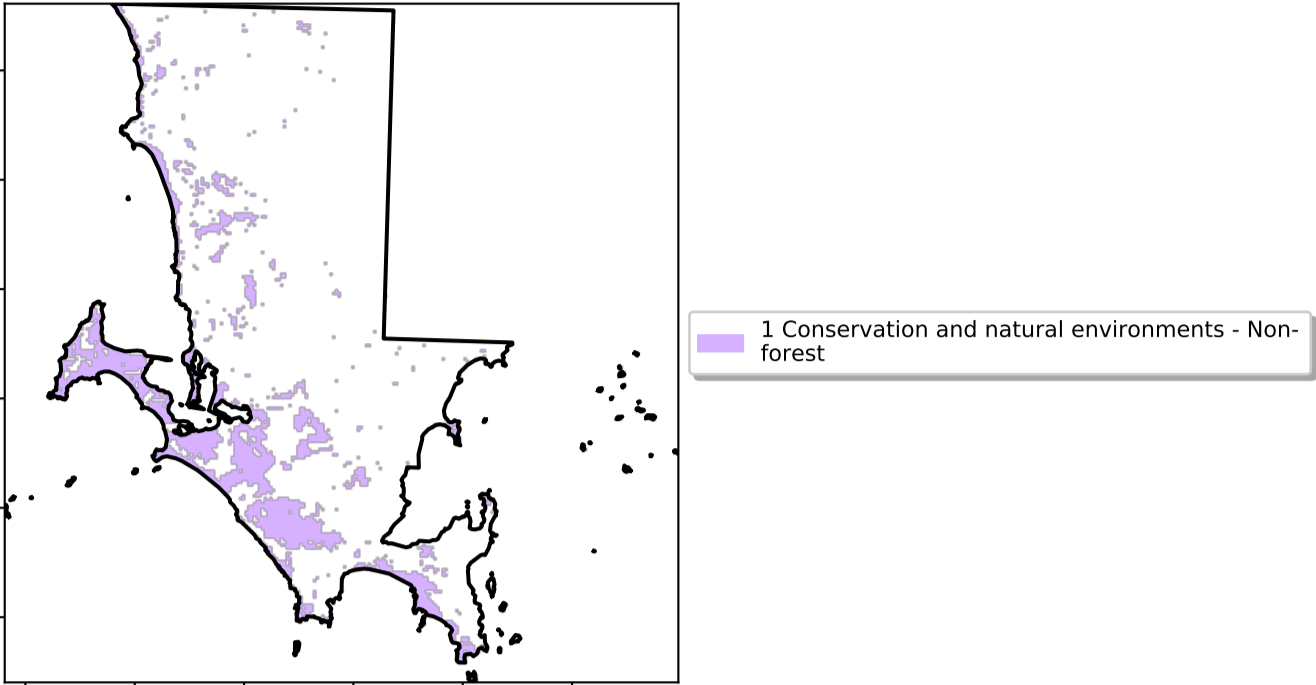 1 Conservation and natural environments - Non-
forest